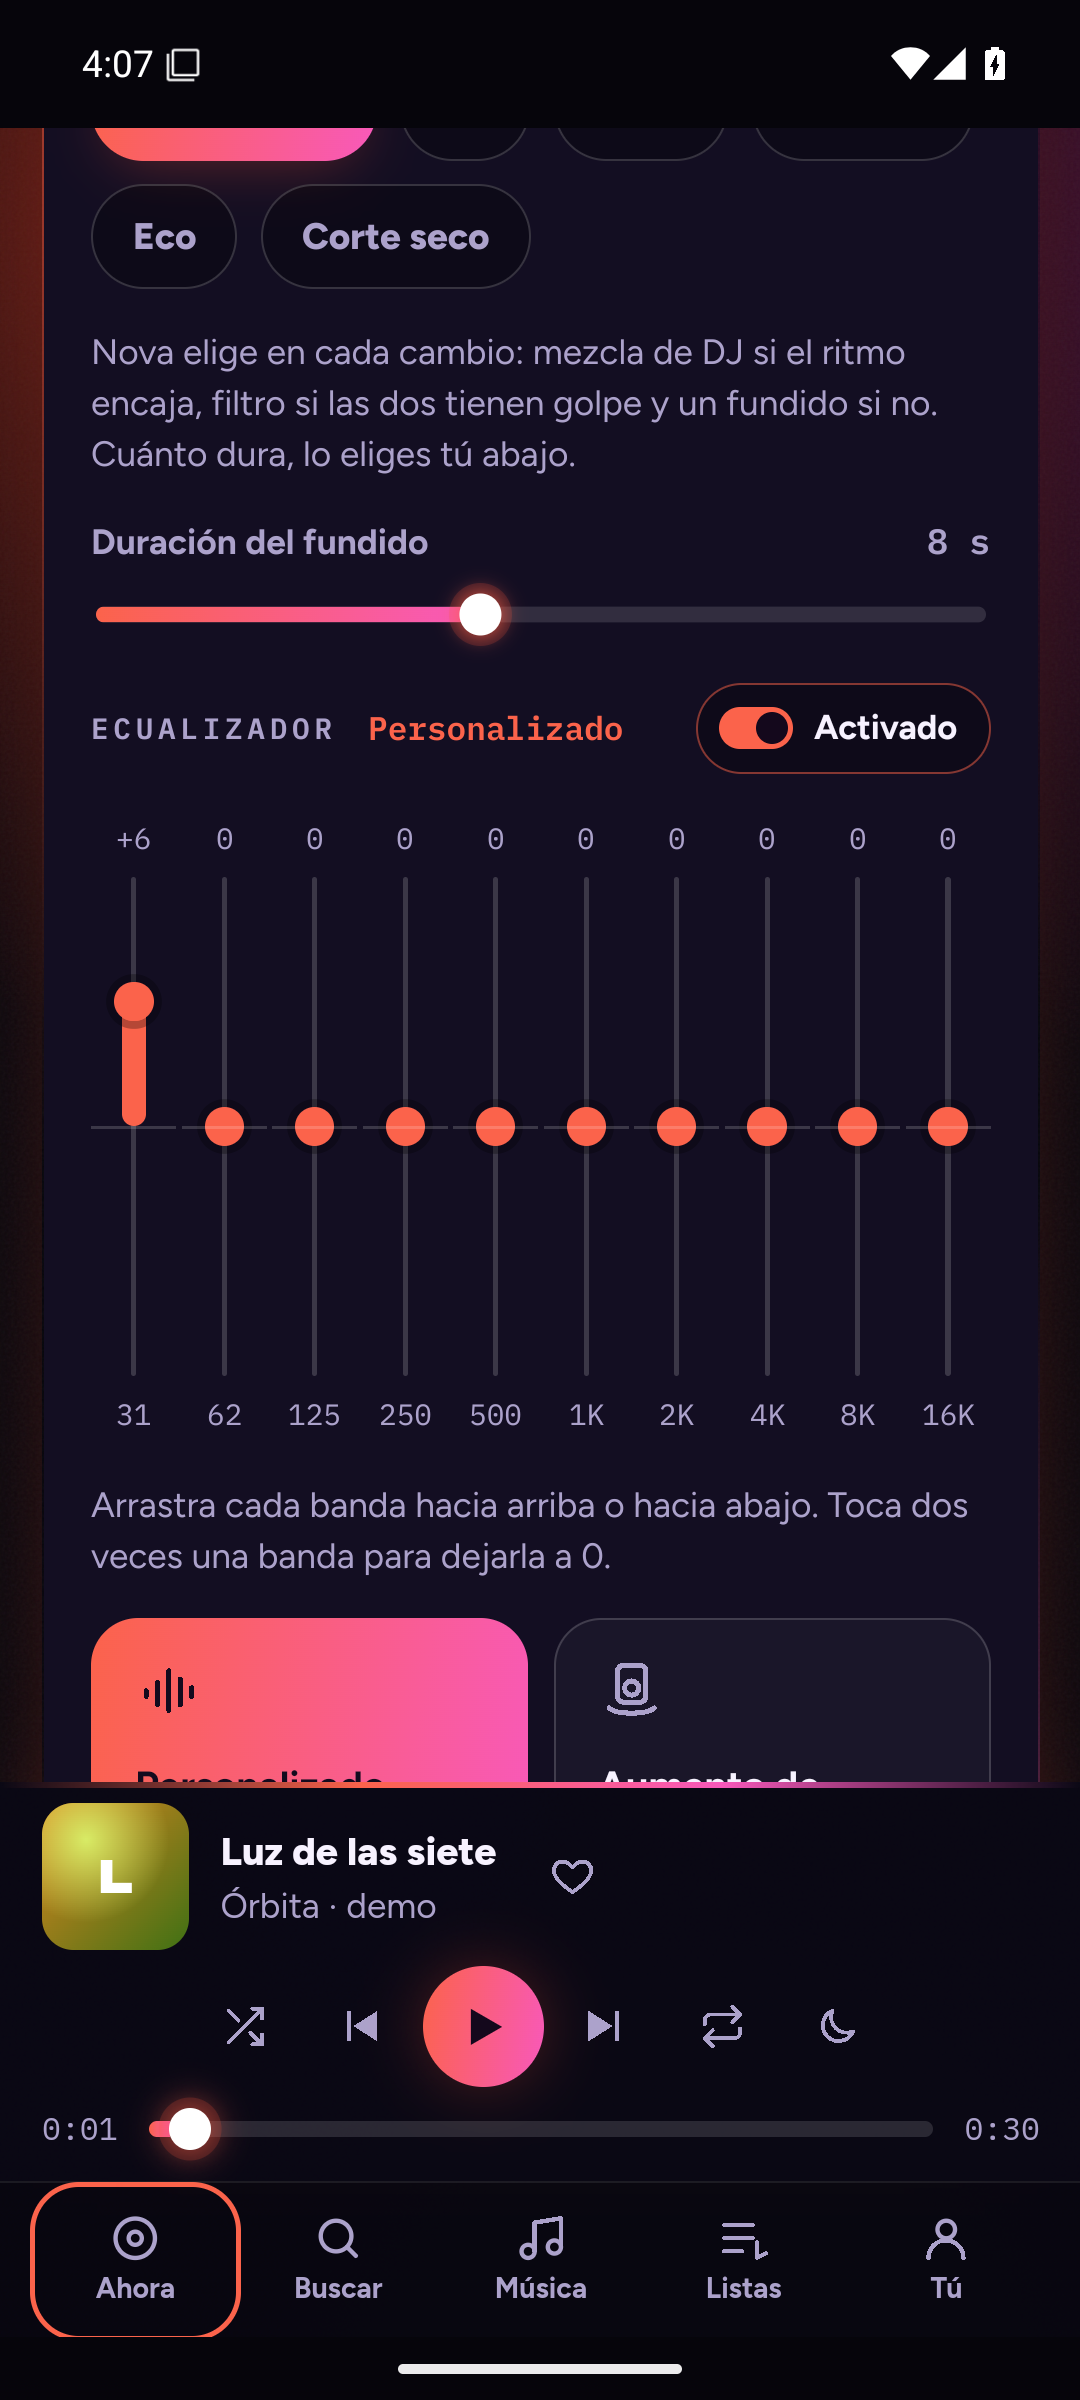 4:07
Eco
Corte seco
Nova elige en cada cambio: mezcla de DJ si el ritmo
encaja, filtro si las dos tienen golpe y un fundido si no.
Cuánto dura, lo eliges tú abajo.
Duración del fundido 8 s
ECUALIZADOR Personalizado Activado
+6 0 0 0 0 0 0 0 0 0
31 62 125 250 500 1K 2K 4K 8K 16K
Arrastra cada banda hacia arriba o hacia abajo. Toca dos
veces una banda para dejarla a 0.
Personalizado Aumento de
L
Luz de las siete
Órbita · demo
0:01 0:30
Ahora Buscar Música Listas Tú